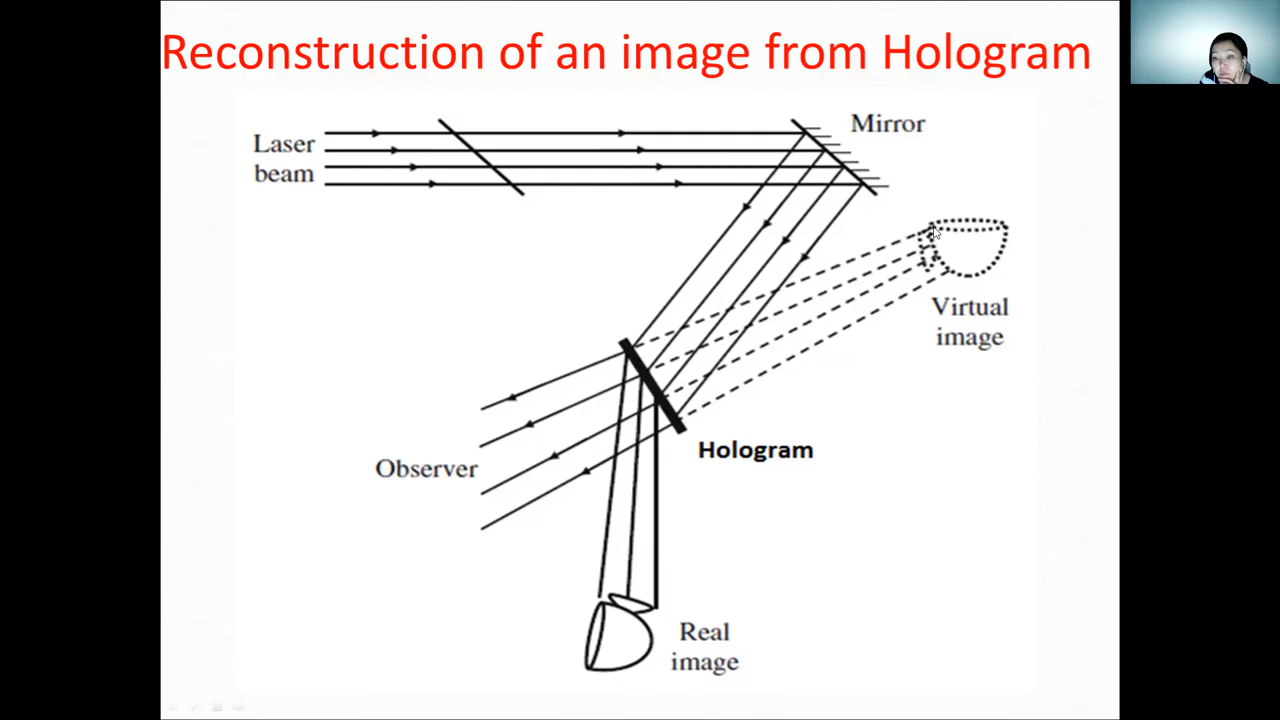 Reconstruction of an image from Hologram
Mirror
Laser
beam
Virtual
image
Hologram
Observer
Real
image